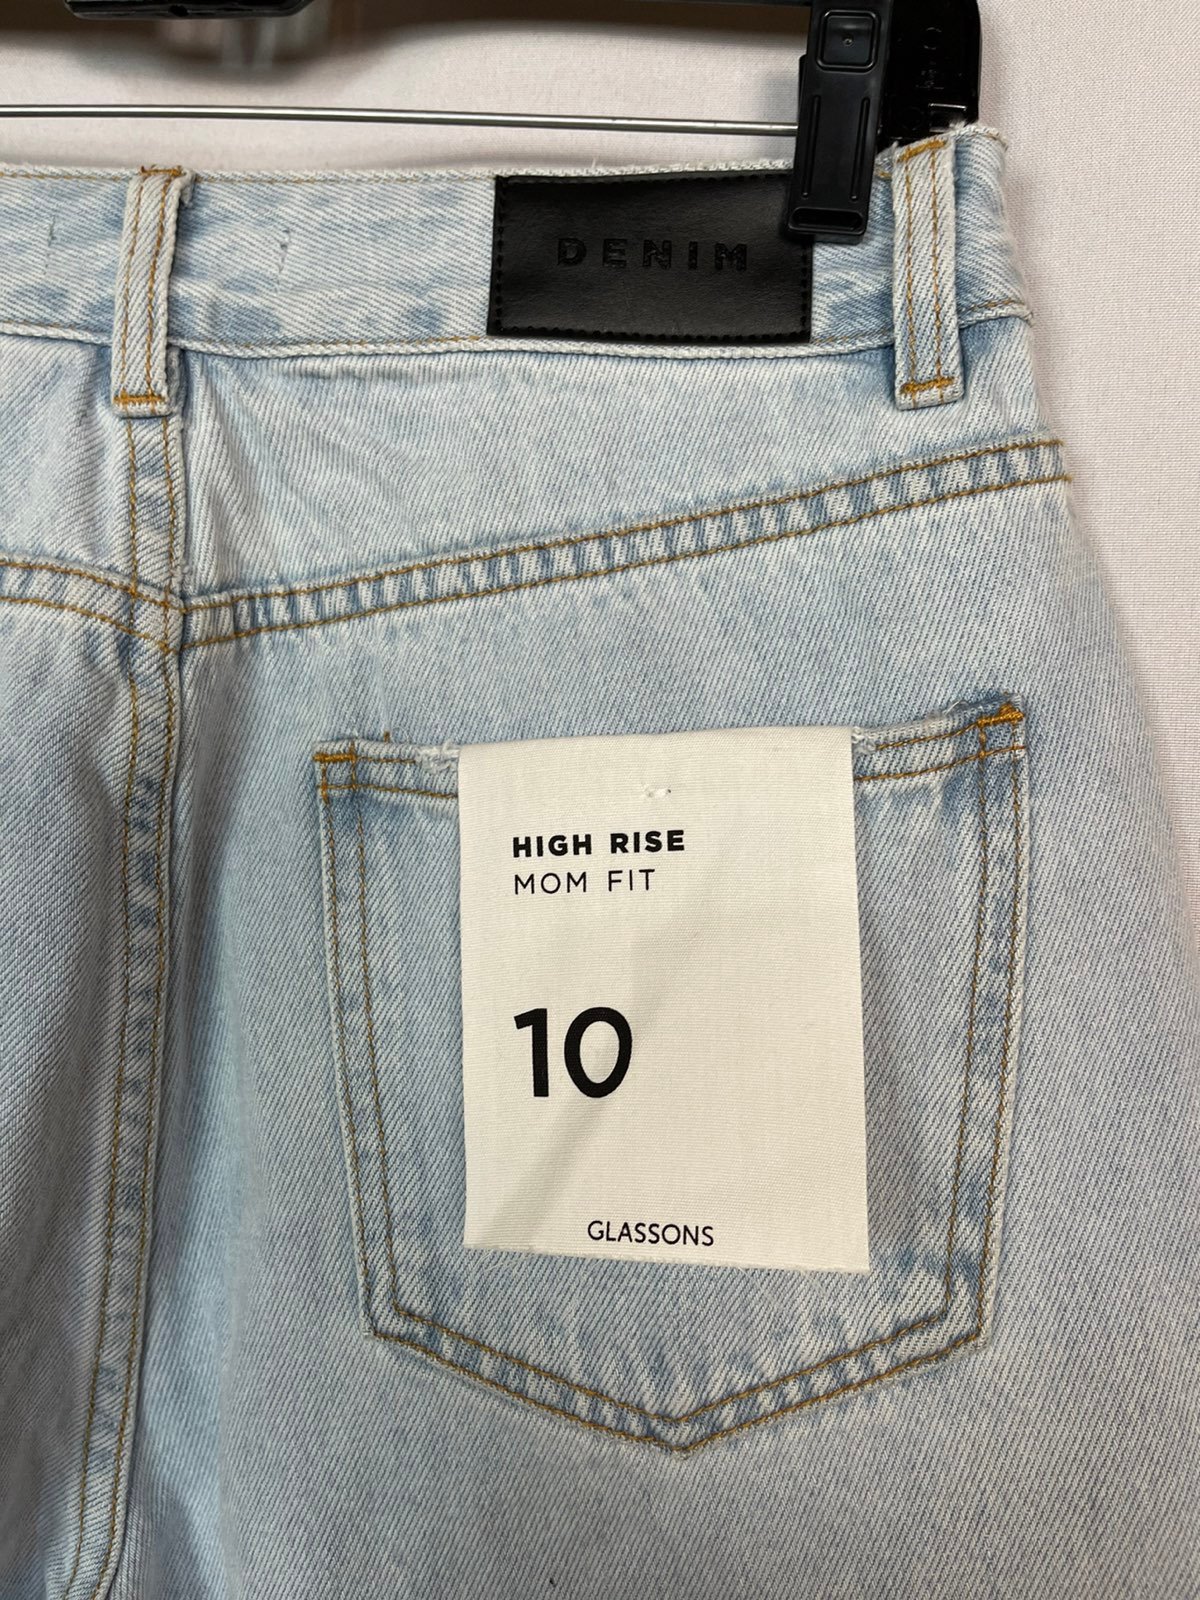 DENIM
HIGH RISE
MOM FIT
10
GLASSONS